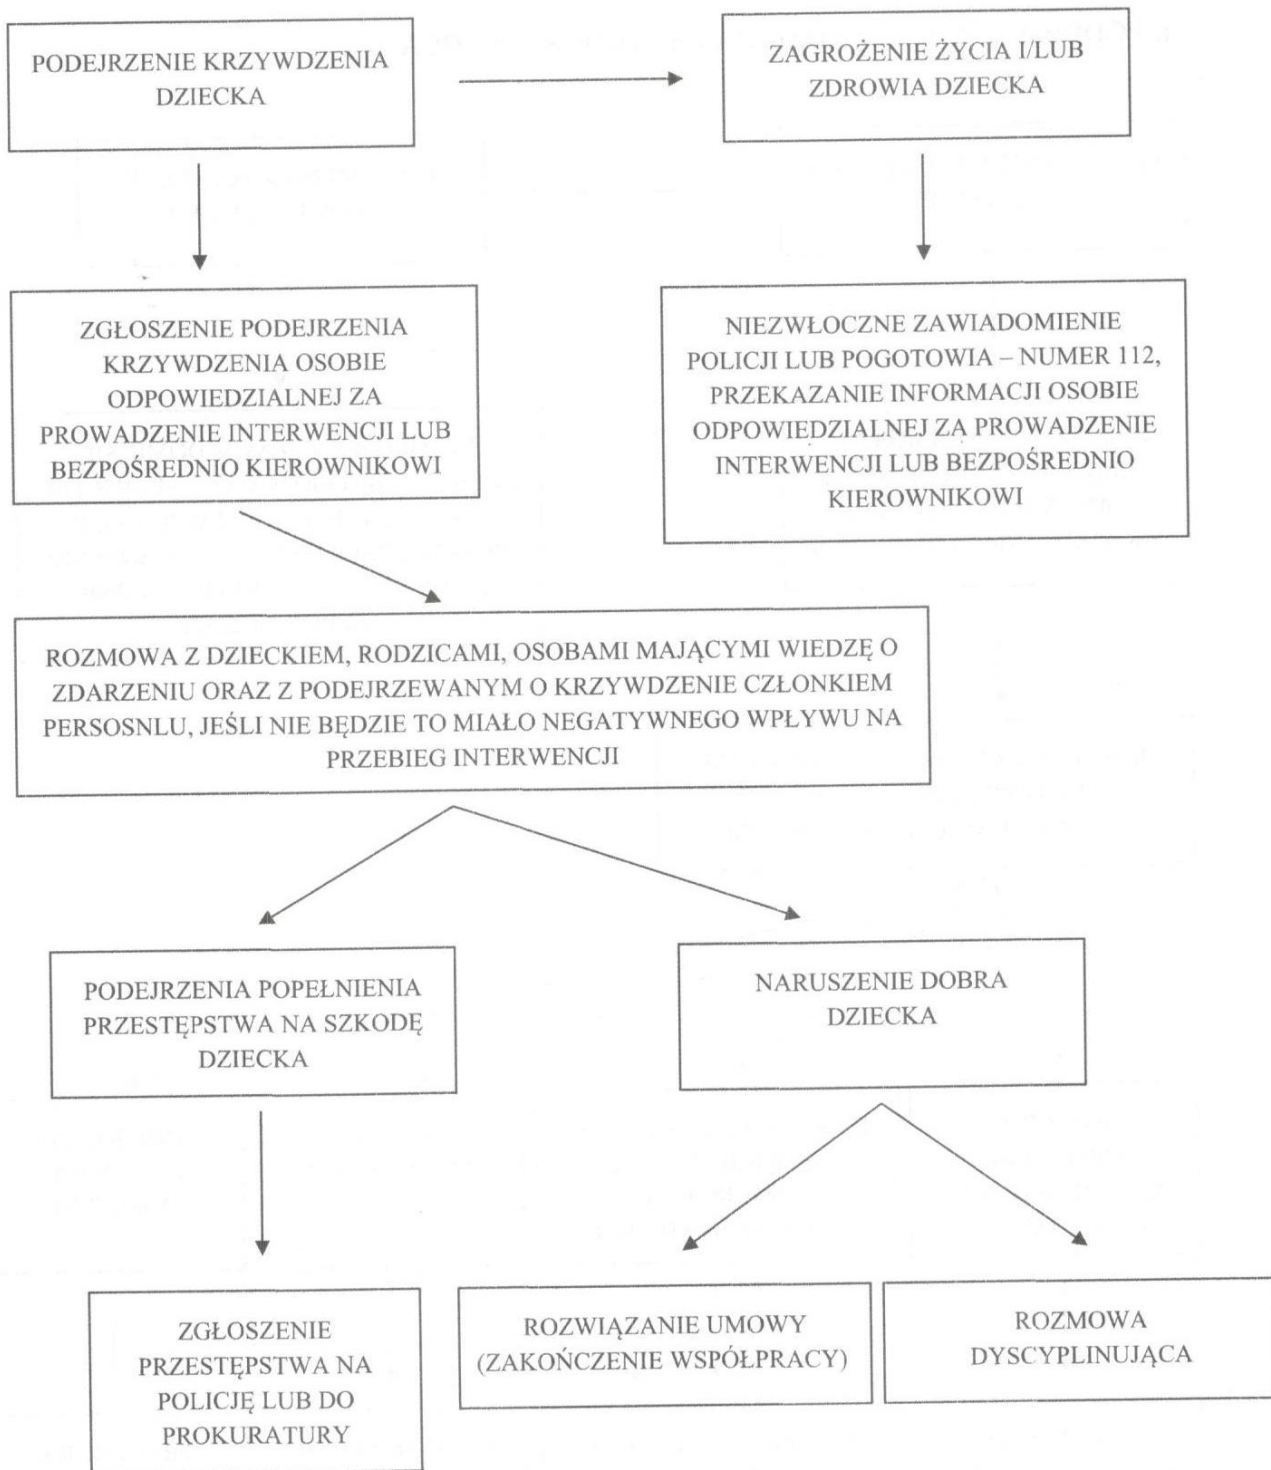 PODEJRZENIE KRZYWDZENIA
DZIECKA
ZAGROŻENIE ŻYCIA I/LUB
ZDROWIA DZIECKA
ZGŁOSZENIE PODEJRZENIA
KRZYWDZENIA OSOBIE
ODPOWIEDZIALNEJ ZA
PROWADZENIE INTERWENCJI LUB
BEZPOŚREDNIO KIEROWNIKOWI
NIEZWŁOCZNE ZAWIADOMIENIE
POLICJI LUB POGOTOWIA – NUMER 112,
PRZEKAZANIE INFORMACJI OSOBIE
ODPOWIEDZIALNEJ ZA PROWADZENIE
INTERWENCJI LUB BEZPOŚREDNIO
KIEROWNIKOWI
ROZMOWA Z DZIECKIEM, RODZICAMI, OSOBAMI MAJĄCYMI WIEDZĘ O
ZDARZENIU ORAZ Z PODEJRZEWANYM O KRZYWDZENIE CZŁONKIEM
PERSOSNLU, JEŚLI NIE BĘDZIE TO MIAŁO NEGATYWNEGO WPŁYWU NA
PRZEBIEG INTERWENCJI
PODEJRZENIA POPEŁNIENIA
PRZESTĘPSTWA NA SZKODĘ
DZIECKA
NARUSZENIE DOBRA
DZIECKA
ZGŁOSZENIE
PRZESTĘPSTWA NA
POLICJĘ LUB DO
PROKURATURY
ROZWIĄZANIE UMOWY
(ZAKOŃCZENIE WSPÓŁPRACY)
ROZMOWA
DYSCYPLINUJĄCA